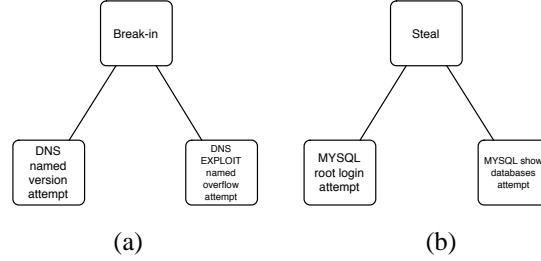 Break-in
DNS
named
version
attempt
DNS
EXPLOIT
named
overflow
attempt
(a)
Steal
MYSQL
root login
attempt
MYSQL show
databases
attempt
(b)